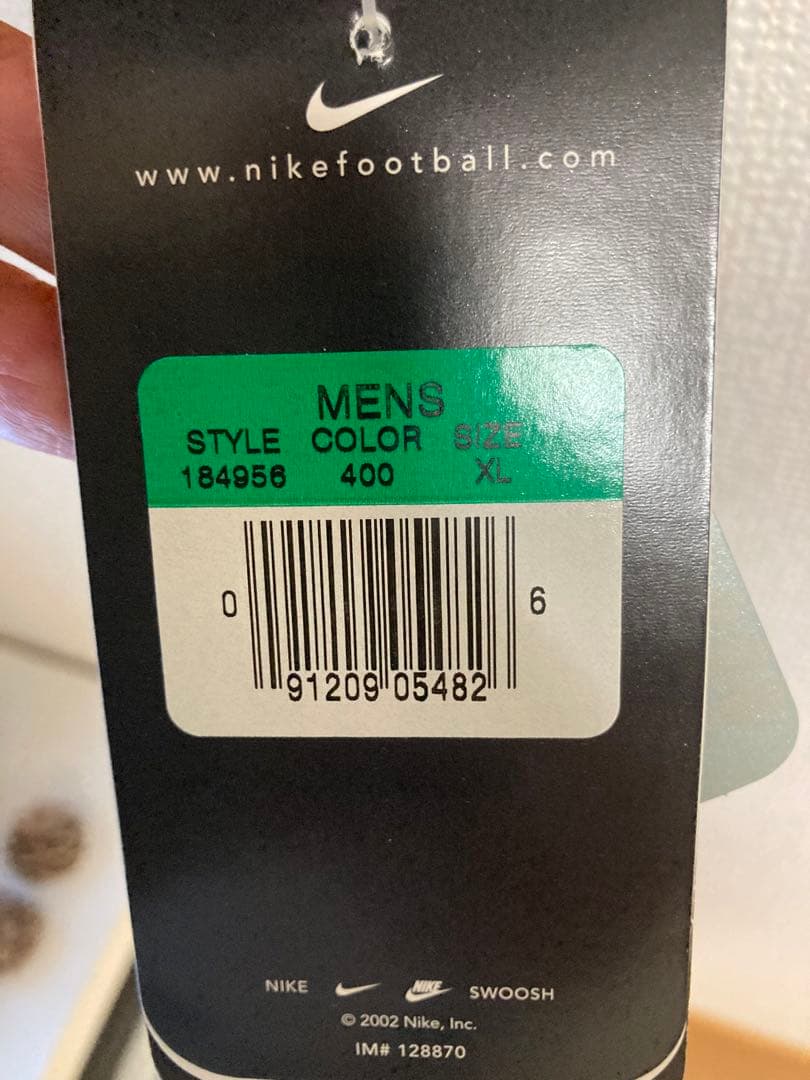 www.nikefootball.com
MENS
STYLE COLOR SIZE
184956 400 XL
0 91209 05482 6
NIKE NIKE SWOOSH
© 2002 Nike, Inc.
IM# 128870